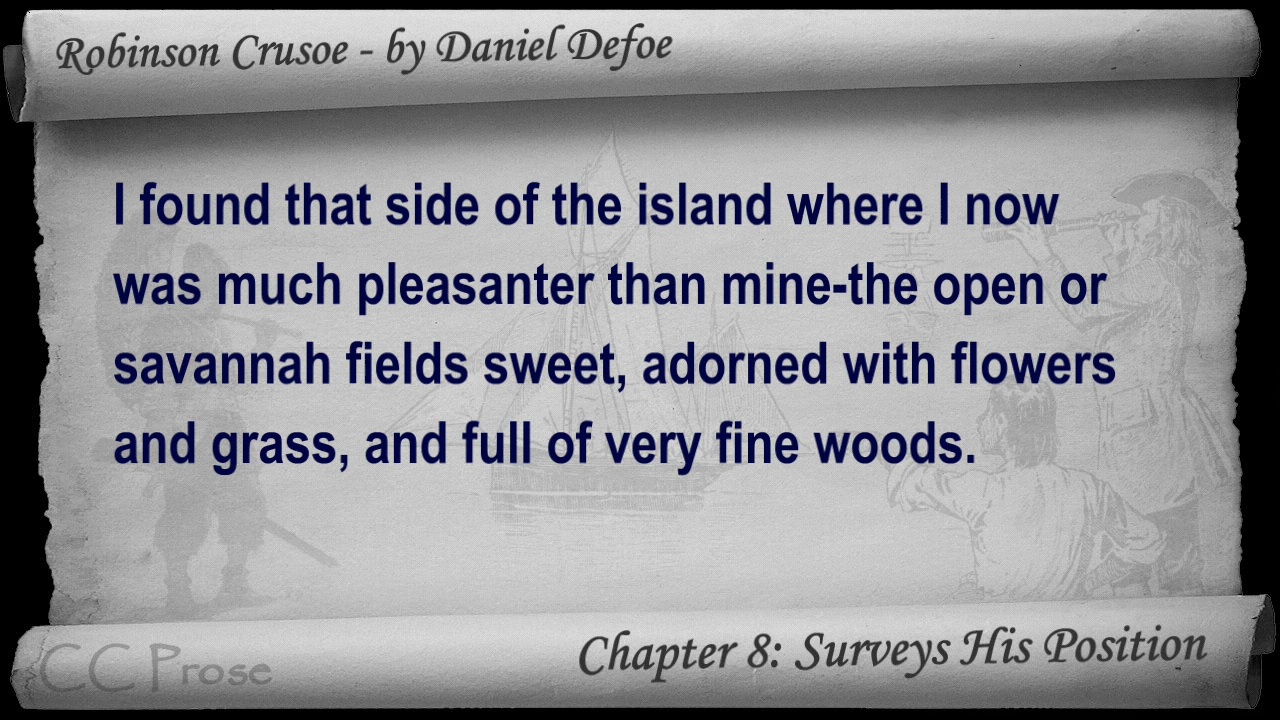 Robinson Crusoe - by Daniel Defoe
I found that side of the island where I now
was much pleasanter than mine-the open or
savannah fields sweet, adorned with flowers
and grass, and full of very fine woods.
CC Prose
Chapter 8: Surveys His Position